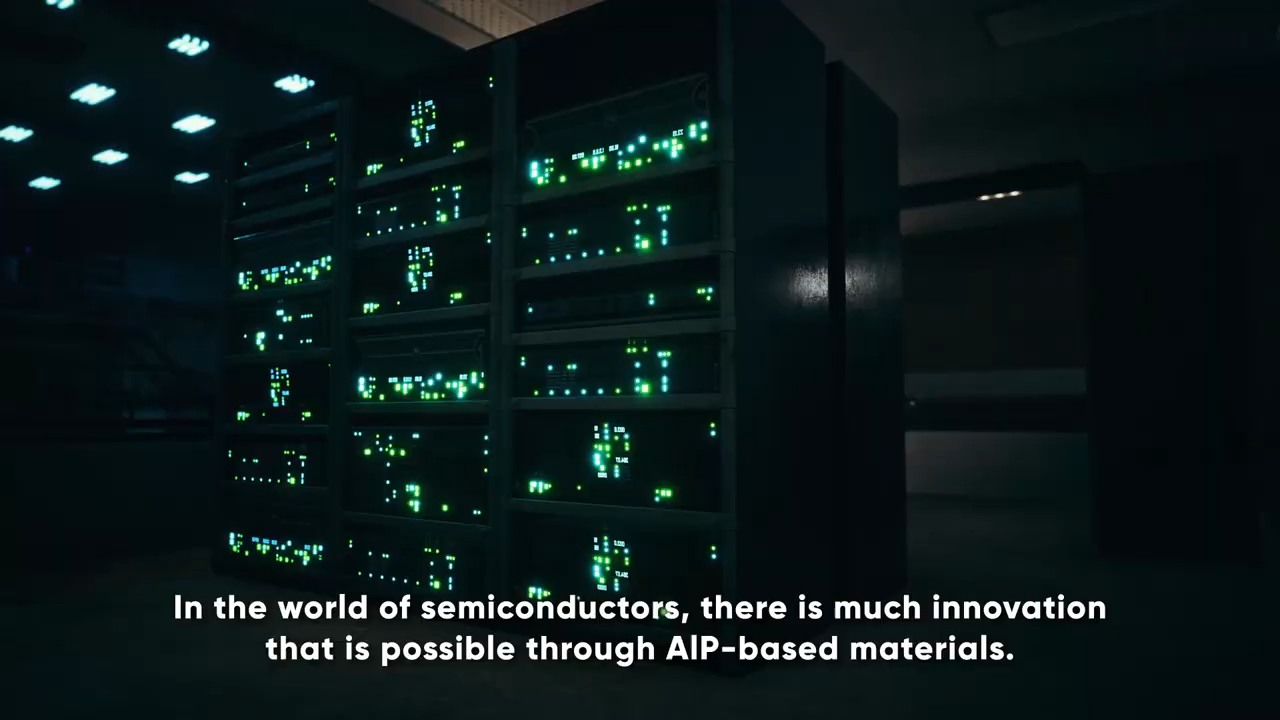 In the world of semiconductors, there is much innovation
that is possible through AlP-based materials.